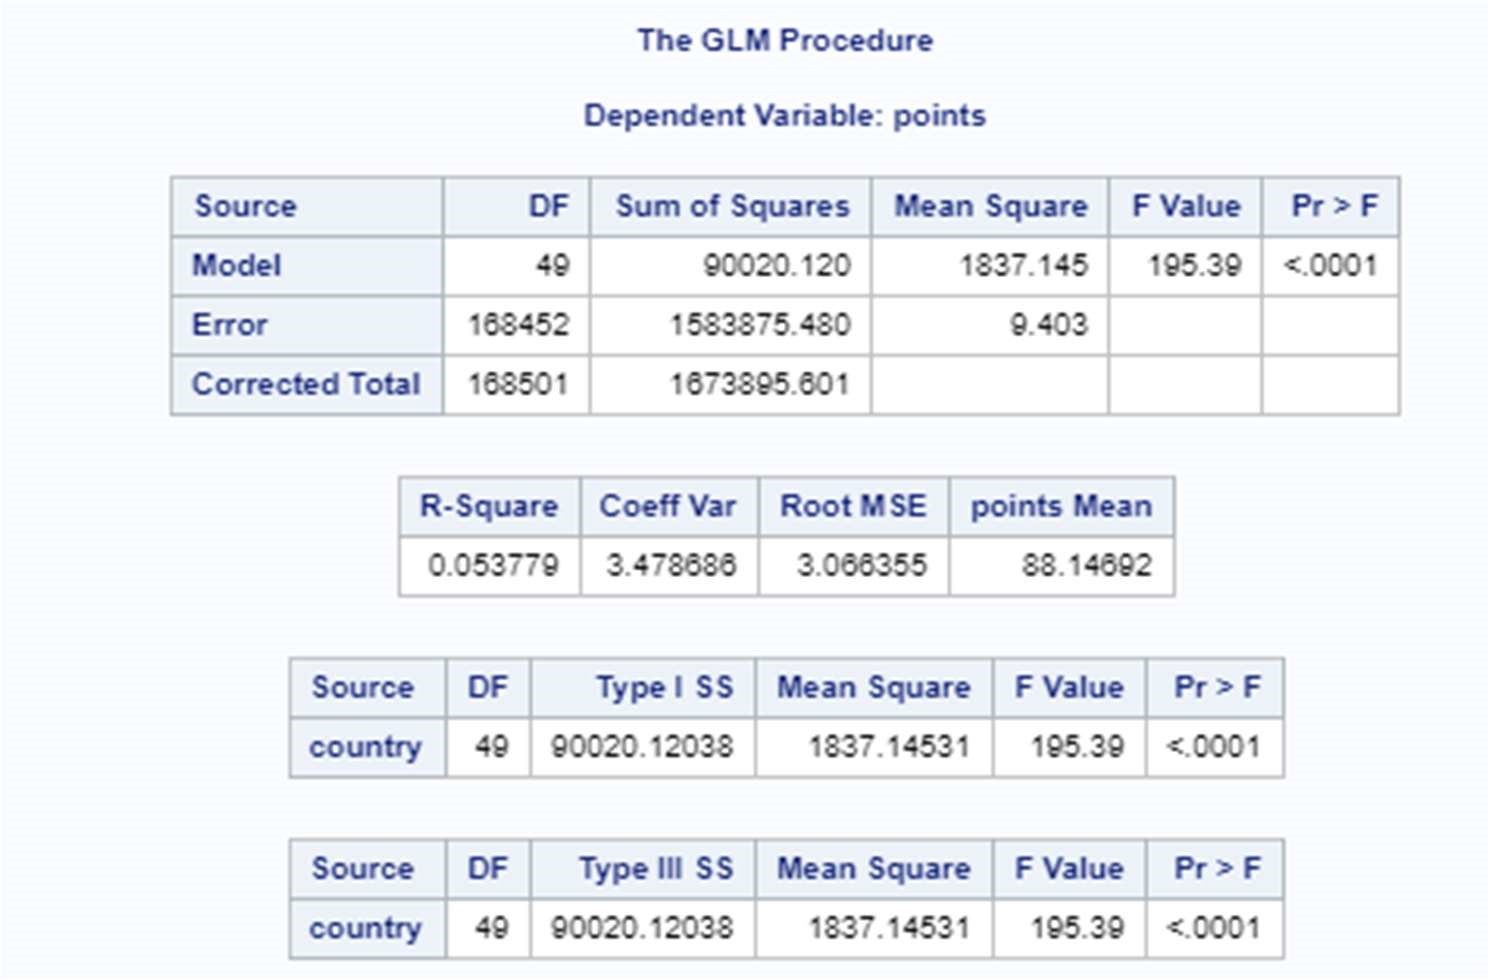 The GLM Procedure
Dependent Variable: points
Source DF Sum of Squares Mean Square F Value Pr > F
Model 49 90020.120 1837.145 195.39 <.0001
Error 168452 1583875.480 9.403
Corrected Total 168501 1673895.601
R-Square Coeff Var Root MSE points Mean
0.053779 3.478686 3.066355 88.14692
Source DF Type I SS Mean Square F Value Pr > F
country 49 90020.12038 1837.14531 195.39 <.0001
Source DF Type III SS Mean Square F Value Pr > F
country 49 90020.12038 1837.14531 195.39 <.0001